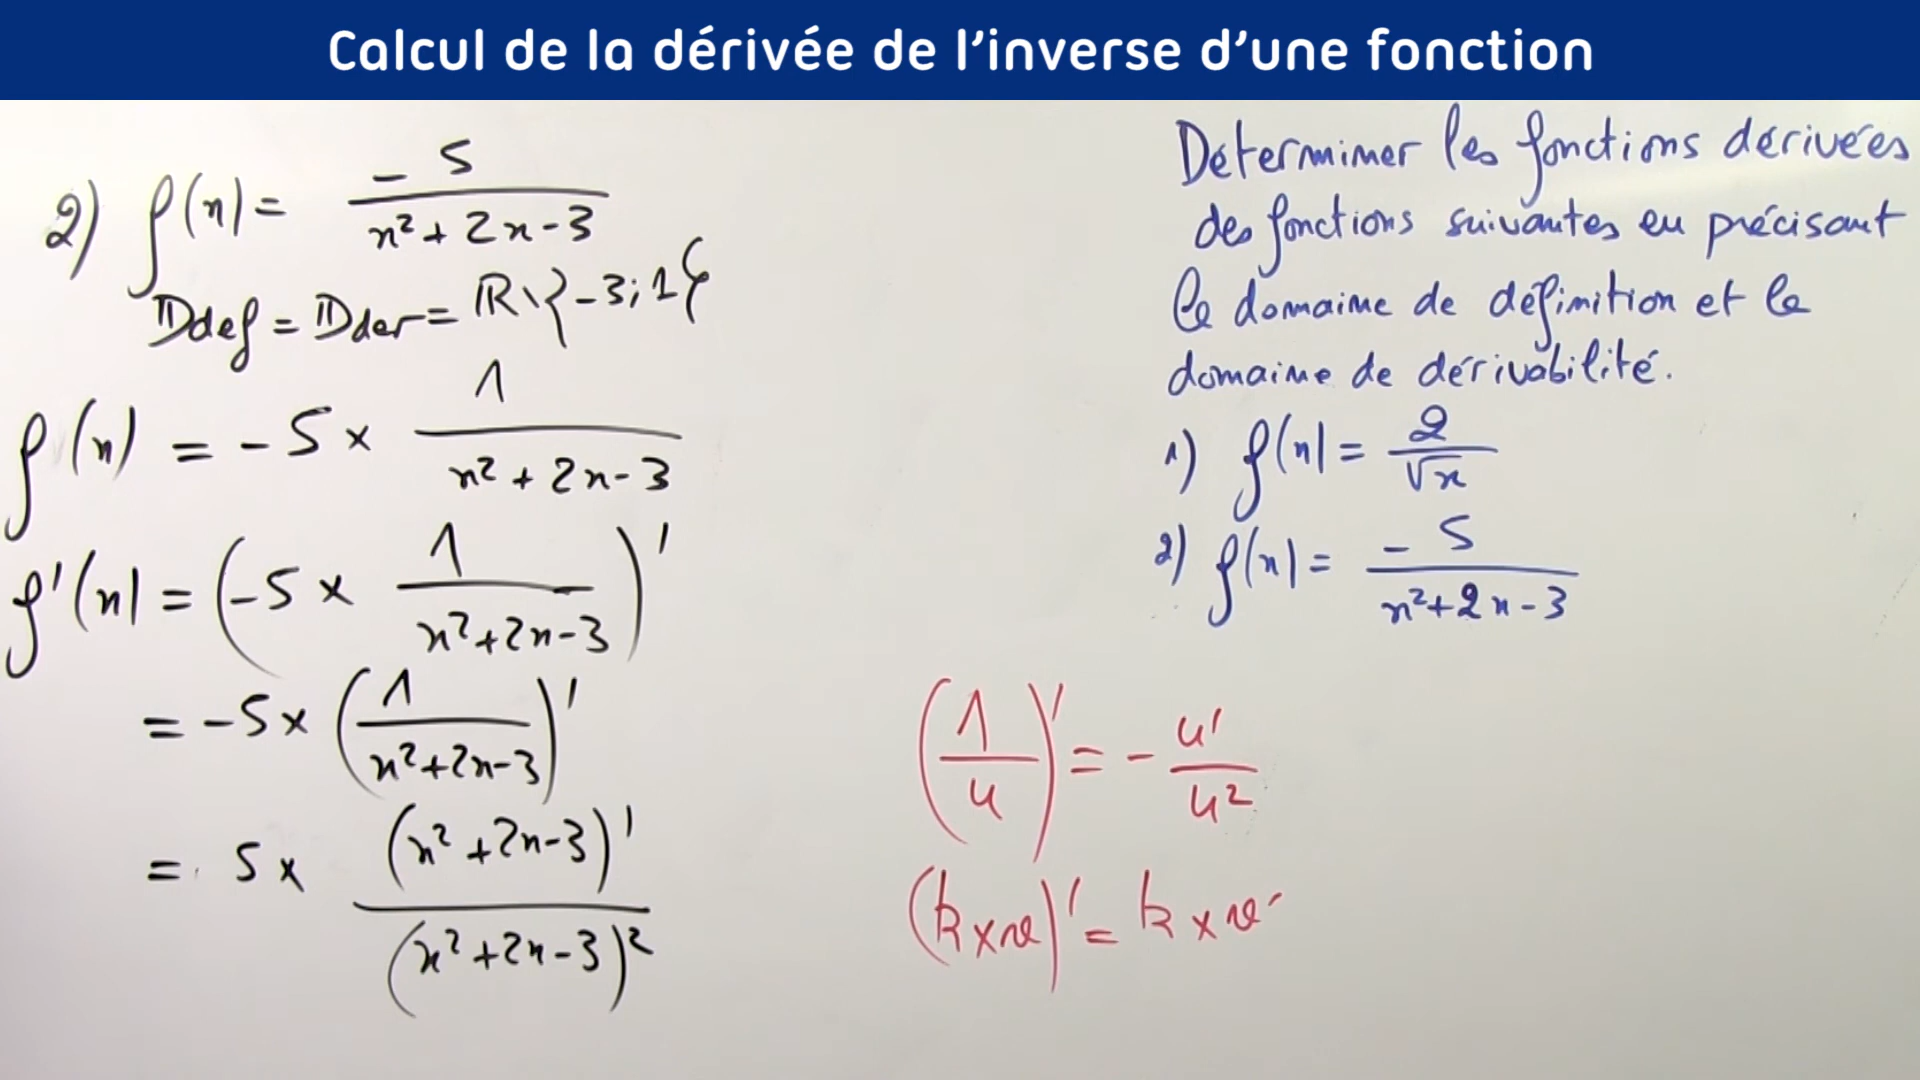 Calcul de la dérivée de l'inverse d'une fonction
2) f(x) = -5 / (x² + 2x - 3)
Ddef = Dder = ℝ\{-3; 1}
f(x) = -5 × 1 / (x² + 2x - 3)
f'(x) = (-5 × 1 / (x² + 2x - 3))'
= -5 × (1 / (x² + 2x - 3))'
= 5 × (x² + 2x - 3)' / (x² + 2x - 3)²
Déterminer les fonctions dérivées
des fonctions suivantes en précisant
le domaine de définition et le
domaine de dérivabilité.
1) f(x) = 2 / √x
2) f(x) = -5 / (x² + 2x - 3)
(1 / u)' = - u' / u²
(k × v)' = k × v'